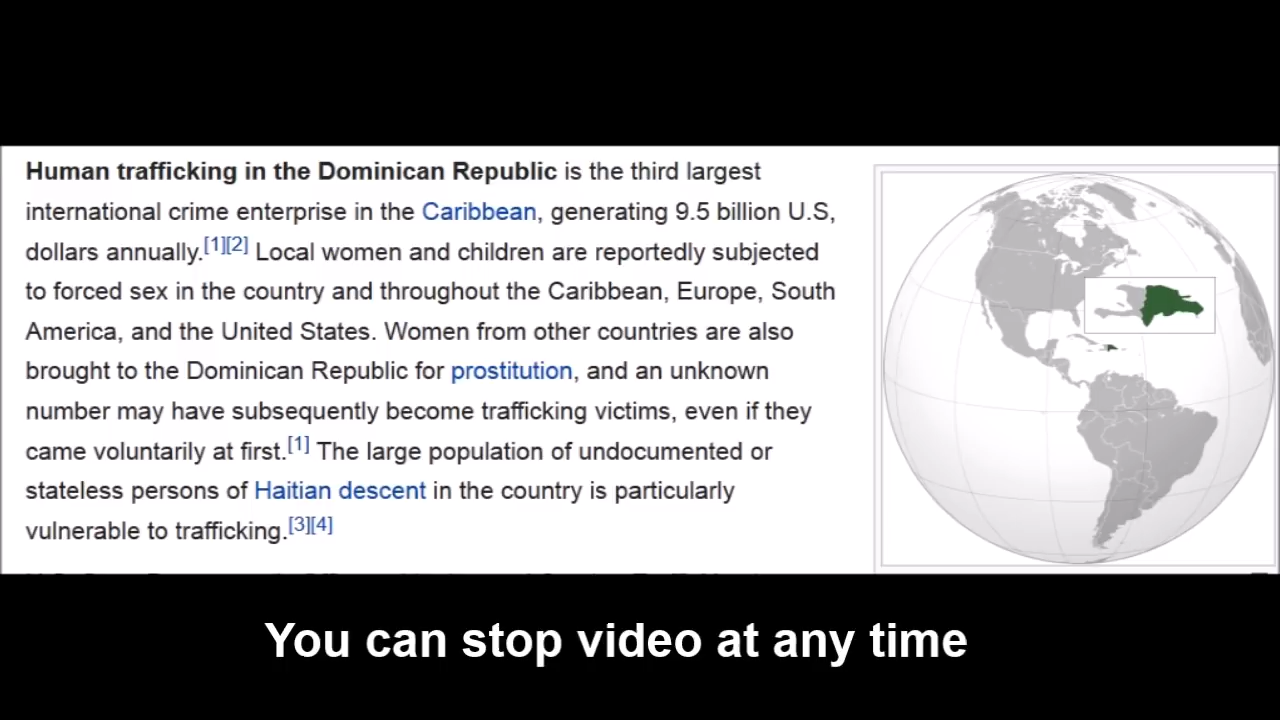 Human trafficking in the Dominican Republic is the third largest
international crime enterprise in the Caribbean, generating 9.5 billion U.S,
dollars annually.[1][2] Local women and children are reportedly subjected
to forced sex in the country and throughout the Caribbean, Europe, South
America, and the United States. Women from other countries are also
brought to the Dominican Republic for prostitution, and an unknown
number may have subsequently become trafficking victims, even if they
came voluntarily at first.[1] The large population of undocumented or
stateless persons of Haitian descent in the country is particularly
vulnerable to trafficking.[3][4]
You can stop video at any time